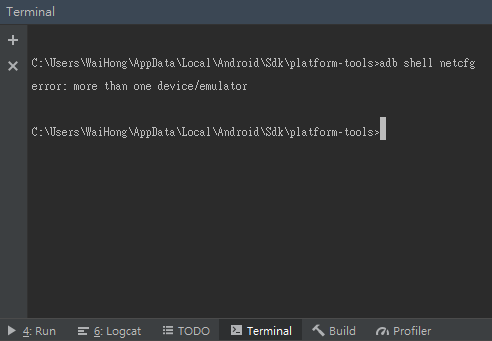 Terminal
C:\Users\WaiHong\AppData\Local\Android\Sdk\platform-tools>adb shell netcfg
error: more than one device/emulator
C:\Users\WaiHong\AppData\Local\Android\Sdk\platform-tools>
4: Run 6: Logcat TODO Terminal Build Profiler